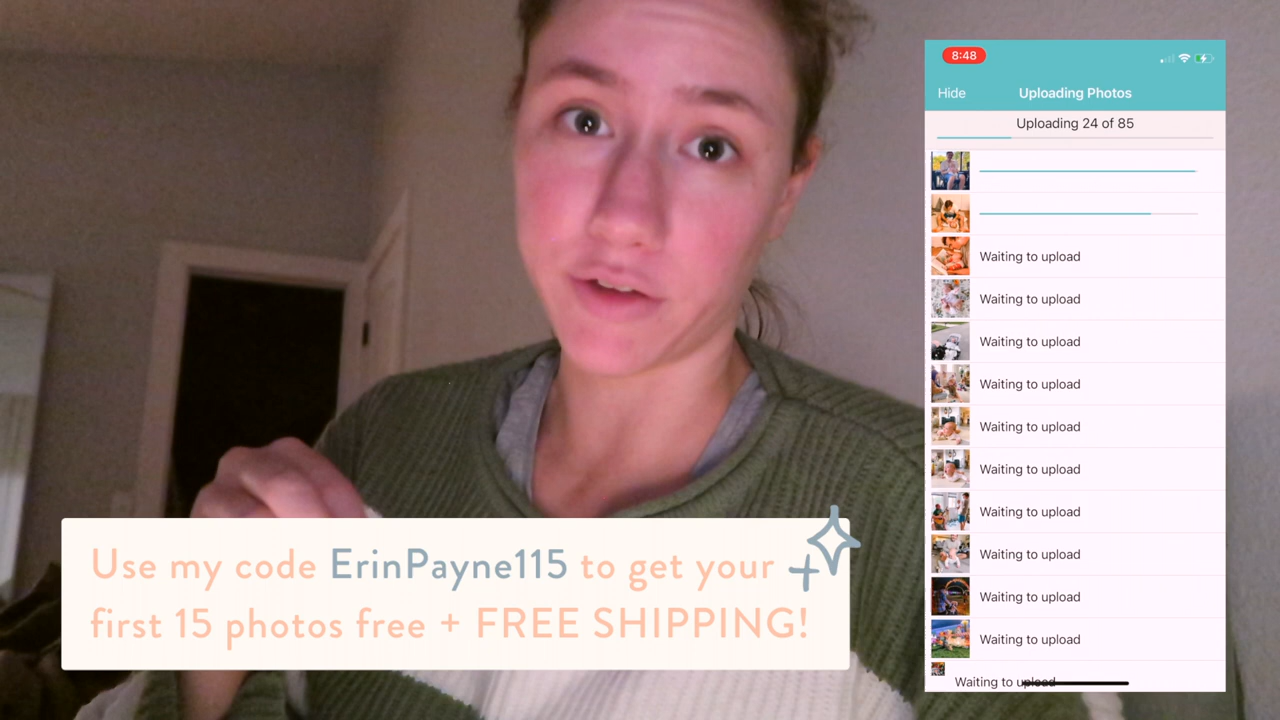 8:48
Hide Uploading Photos
Uploading 24 of 85
Waiting to upload
Waiting to upload
Waiting to upload
Waiting to upload
Waiting to upload
Waiting to upload
Waiting to upload
Waiting to upload
Waiting to upload
Waiting to upload
Waiting to upload
Use my code ErinPayne115 to get your
first 15 photos free + FREE SHIPPING!